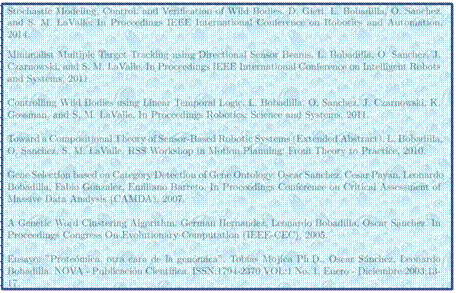 Stochastic Modeling, Control, and Verification of Wild Bodies. D. Gierl, L. Bobadilla, O. Sanchez,
and S. M. LaValle. In Proceedings IEEE International Conference on Robotics and Automation,
2014.
Minimalist Multiple Target Tracking using Directional Sensor Beams. L. Bobadilla, O. Sanchez, J.
Czarnowski, and S. M. LaValle. In Proceedings IEEE International Conference on Intelligent Robots
and Systems, 2011.
Controlling Wild Bodies using Linear Temporal Logic. L. Bobadilla, O. Sanchez, J. Czarnowski, K.
Gossman, and S. M. LaValle. In Proceedings Robotics: Science and Systems. 2011.
Toward a Compositional Theory of Sensor-Based Robotic Systems (Extended Abstract). L. Bobadilla,
O. Sanchez, S. M. LaValle. RSS Workshop in Motion Planning: From Theory to Practice, 2010.
Gene Selection based on Category Detection of Gene Ontology. Oscar Sanchez, Cesar Payan, Leonardo
Bobadilla, Fabio Gonzalez, Emiliano Barreto. In Proceedings Conference on Critical Assessment of
Massive Data Analysis (CAMDA), 2007.
A Genetic Word Clustering Algorithm. German Hernandez, Leonardo Bobadilla, Oscar Sanchez. In
Proceedings Congress On Evolutionary Computation (IEEE-CEC), 2005.
Ensayo: "Proteómica, otra cara de la genómica". Tobías Mojica Ph.D., Oscar Sánchez, Leonardo
Bobadilla. NOVA - Publicación Científica. ISSN:1794-2370 VOL:1 No. 1. Enero - Diciembre 2003:13-
17.